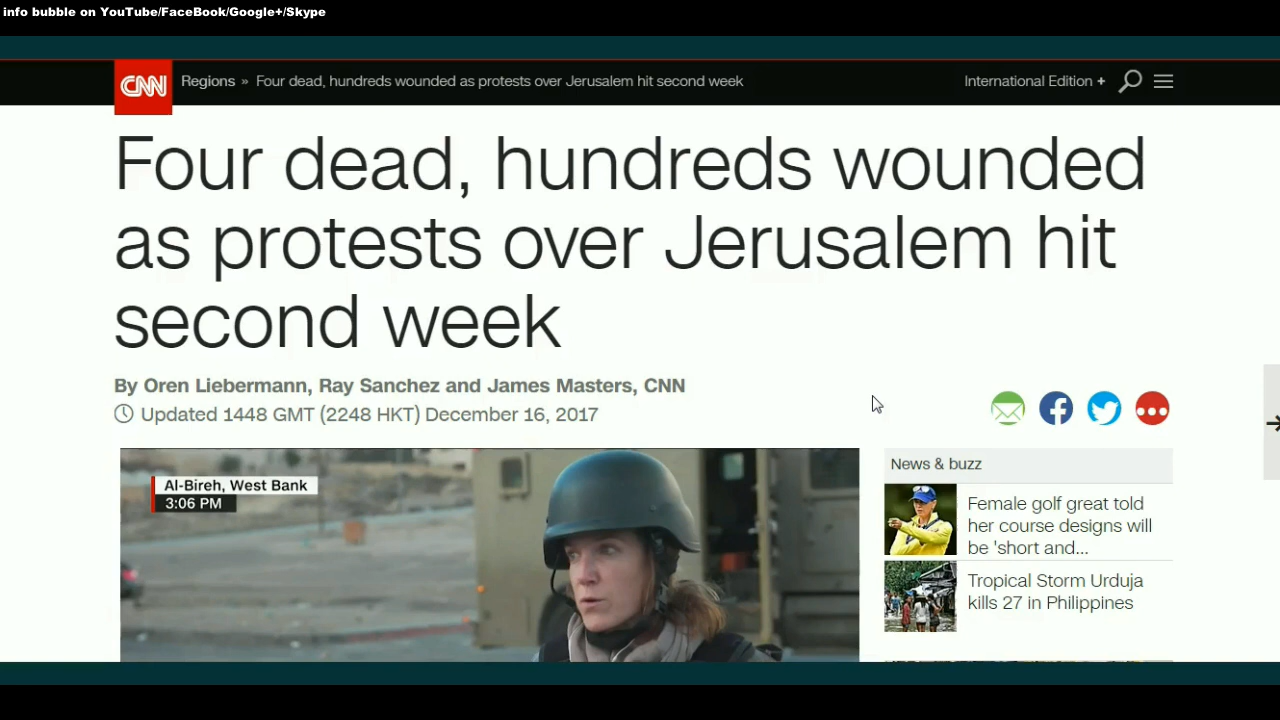 info bubble on YouTube/FaceBook/Google+/Skype
CNN
Regions » Four dead, hundreds wounded as protests over Jerusalem hit second week
International Edition +
Four dead, hundreds wounded
as protests over Jerusalem hit
second week
By Oren Liebermann, Ray Sanchez and James Masters, CNN
Updated 1448 GMT (2248 HKT) December 16, 2017
Al-Bireh, West Bank
3:06 PM
News & buzz
Female golf great told
her course designs will
be 'short and...
Tropical Storm Urduja
kills 27 in Philippines